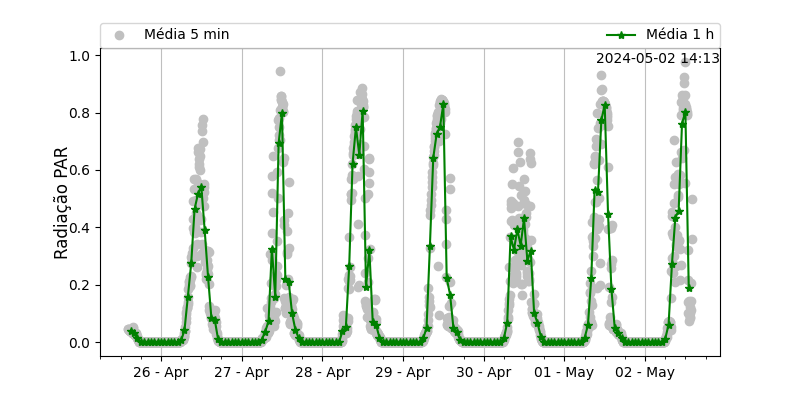 Média 5 min
Média 1 h
2024-05-02 14:13
1.0
0.8
0.6
0.4
0.2
0.0
Radiação PAR
26 - Apr
27 - Apr
28 - Apr
29 - Apr
30 - Apr
01 - May
02 - May